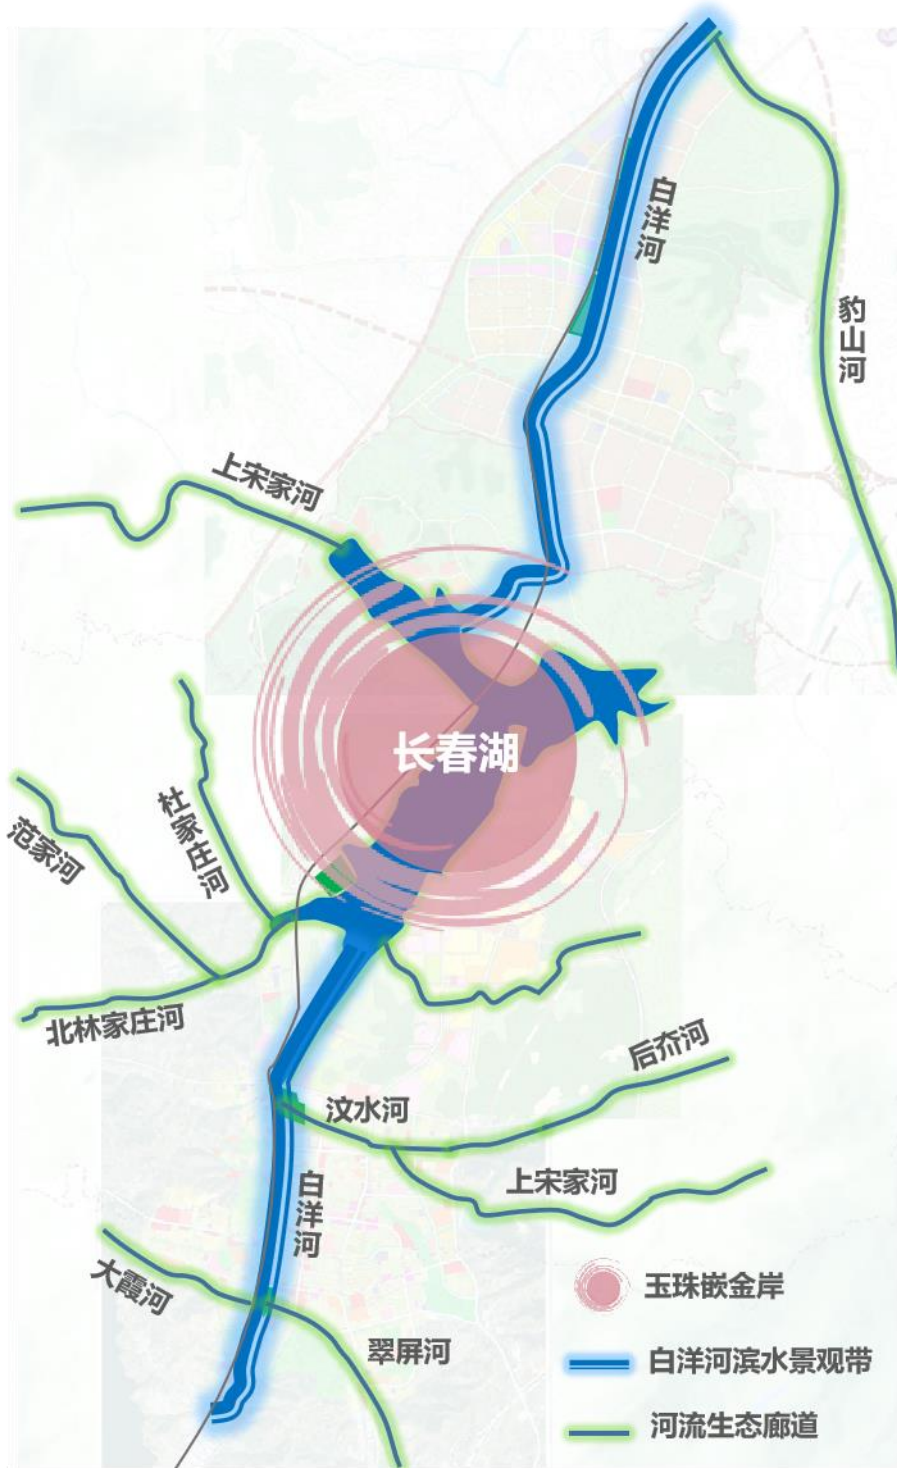 白洋河
豹山河
上宋家河
长春湖
杜家庄河
范家河
北林家庄河
后夼河
汶水河
上宋家河
白洋河
大霞河
翠屏河
玉珠嵌金岸
白洋河滨水景观带
河流生态廊道